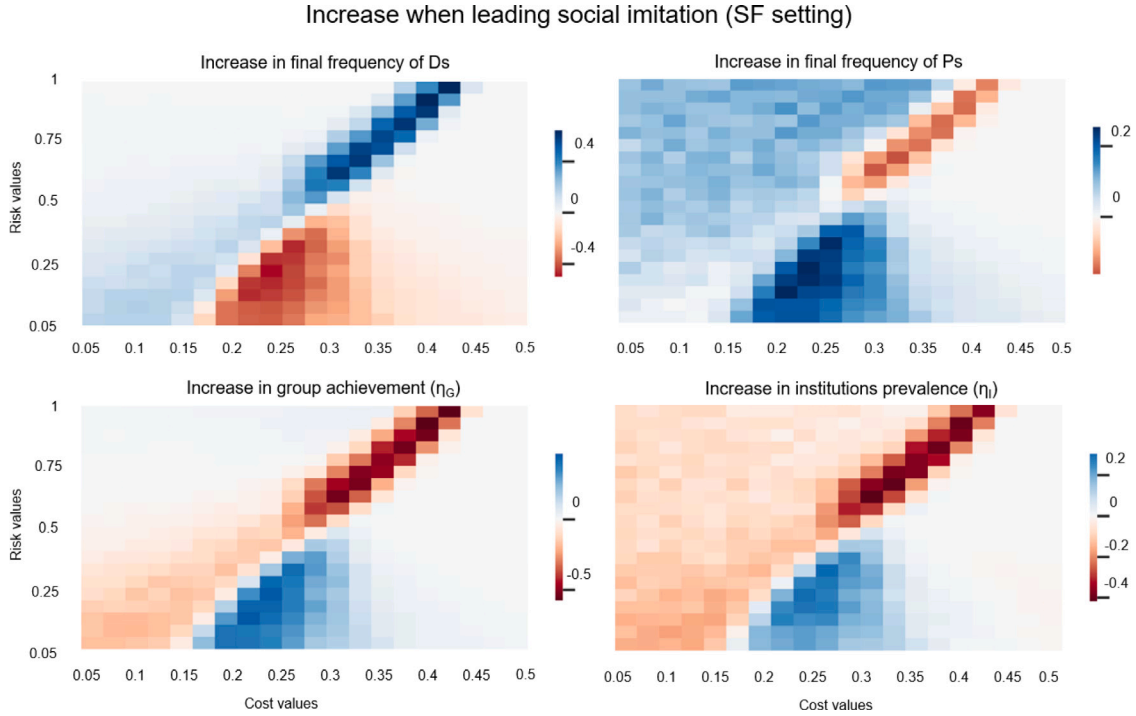 Increase when leading social imitation (SF setting)
Increase in final frequency of Ds
Increase in final frequency of Ps
Risk values
1
0.75
0.5
0.25
0.05
0.4
0
-0.4
0.2
0
0.05 0.1 0.15 0.2 0.25 0.3 0.35 0.4 0.45 0.5
0.05 0.1 0.15 0.2 0.25 0.3 0.35 0.4 0.45 0.5
Increase in group achievement (ηG)
Increase in institutions prevalence (ηI)
Risk values
1
0.75
0.5
0.25
0.05
0
-0.5
0.2
0
-0.2
-0.4
0.05 0.1 0.15 0.2 0.25 0.3 0.35 0.4 0.45 0.5
0.05 0.1 0.15 0.2 0.25 0.3 0.35 0.4 0.45 0.5
Cost values
Cost values